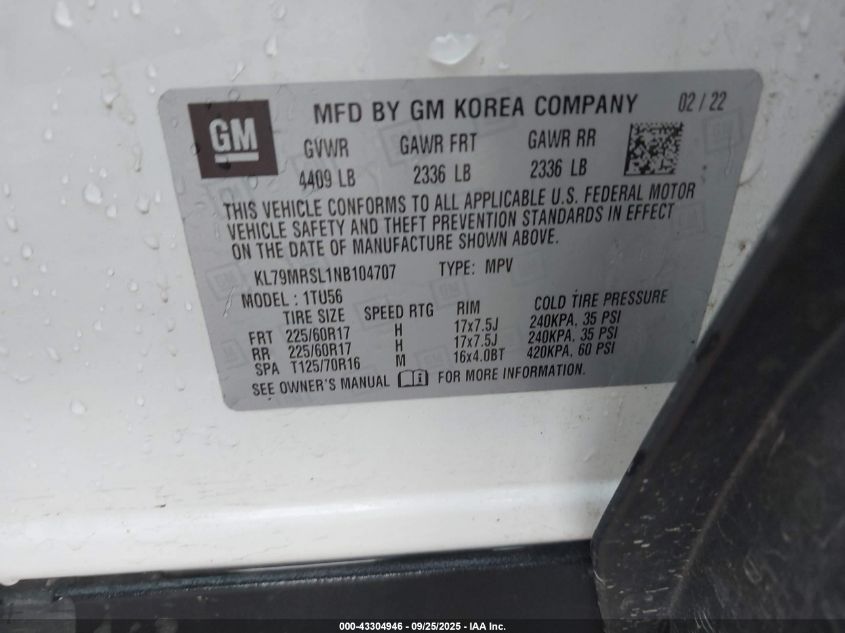 GM
MFD BY GM KOREA COMPANY 02 / 22
GVWR GAWR FRT GAWR RR
4409 LB 2336 LB 2336 LB
THIS VEHICLE CONFORMS TO ALL APPLICABLE U.S. FEDERAL MOTOR
VEHICLE SAFETY AND THEFT PREVENTION STANDARDS IN EFFECT
ON THE DATE OF MANUFACTURE SHOWN ABOVE.
KL79MRSL1NB104707 TYPE: MPV
MODEL : 1TU56
TIRE SIZE SPEED RTG RIM COLD TIRE PRESSURE
FRT 225/60R17 H 17x7.5J 240KPA, 35 PSI
RR 225/60R17 H 17x7.5J 240KPA, 35 PSI
SPA T125/70R16 M 16x4.0BT 420KPA, 60 PSI
SEE OWNER'S MANUAL FOR MORE INFORMATION.
000-43304946 - 09/25/2025 - IAA Inc.